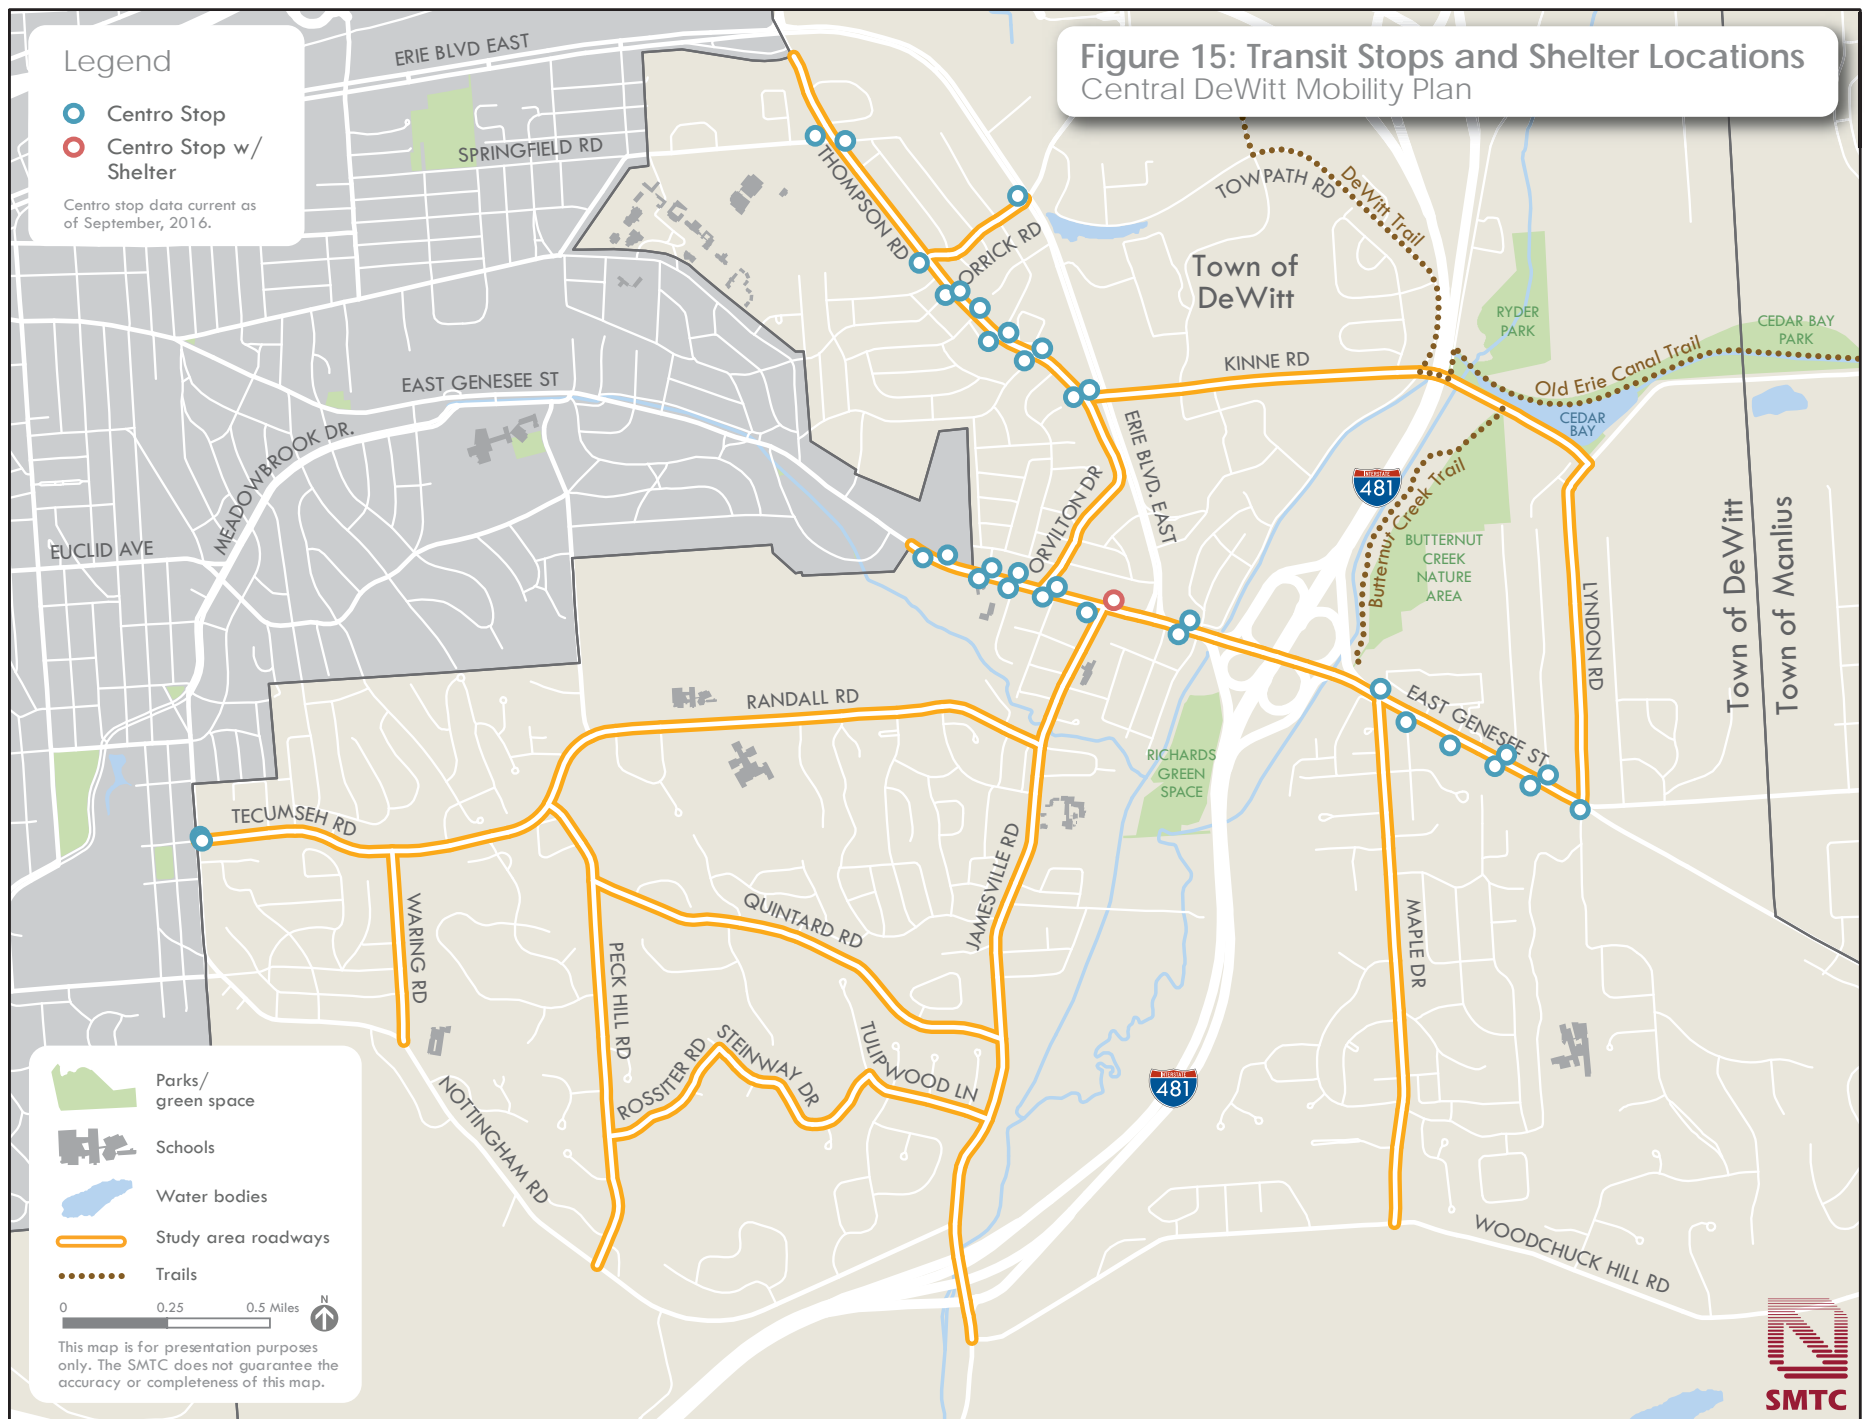 Legend
Centro Stop
Centro Stop w/
Shelter
Centro stop data current as
of September, 2016.
Figure 15: Transit Stops and Shelter Locations
Central DeWitt Mobility Plan
ERIE BLVD EAST
SPRINGFIELD RD
THOMPSON RD
ORRICK RD
TOWPATH RD
DeWitt Trail
Town of
DeWitt
RYDER
PARK
CEDAR BAY
PARK
KINNE RD
Old Erie Canal Trail
CEDAR
BAY
EAST GENESEE ST
MEADOWBROOK DR.
EUCLID AVE
ERIE BLVD. EAST
ORVILTON DR
INTERSTATE
481
Butternut Creek Trail
BUTTERNUT
CREEK
NATURE
AREA
LYNDON RD
Town of DeWitt
Town of Manlius
RANDALL RD
EAST GENESEE ST
RICHARDS
GREEN
SPACE
TECUMSEH RD
WARING RD
QUINTARD RD
JAMESVILLE RD
MAPLE DR
PECK HILL RD
ROSSITER RD
STEINWAY DR
TULIPWOOD LN
NOTTINGHAM RD
INTERSTATE
481
WOODCHUCK HILL RD
Parks/
green space
Schools
Water bodies
Study area roadways
Trails
0 0.25 0.5 Miles
N
This map is for presentation purposes
only. The SMTC does not guarantee the
accuracy or completeness of this map.
SMTC